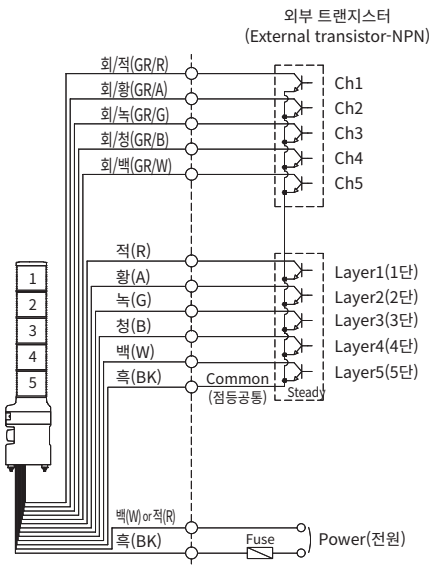 외부 트랜지스터
(External transistor-NPN)
회/적(GR/R)
Ch1
회/황(GR/A)
Ch2
회/녹(GR/G)
Ch3
회/청(GR/B)
Ch4
회/백(GR/W)
Ch5
적(R)
Layer1(1단)
황(A)
Layer2(2단)
녹(G)
Layer3(3단)
청(B)
Layer4(4단)
백(W)
Layer5(5단)
흑(BK)
Common
(점등공통)
Steady
1
2
3
4
5
백(W) or 적(R)
흑(BK)
Fuse
Power(전원)